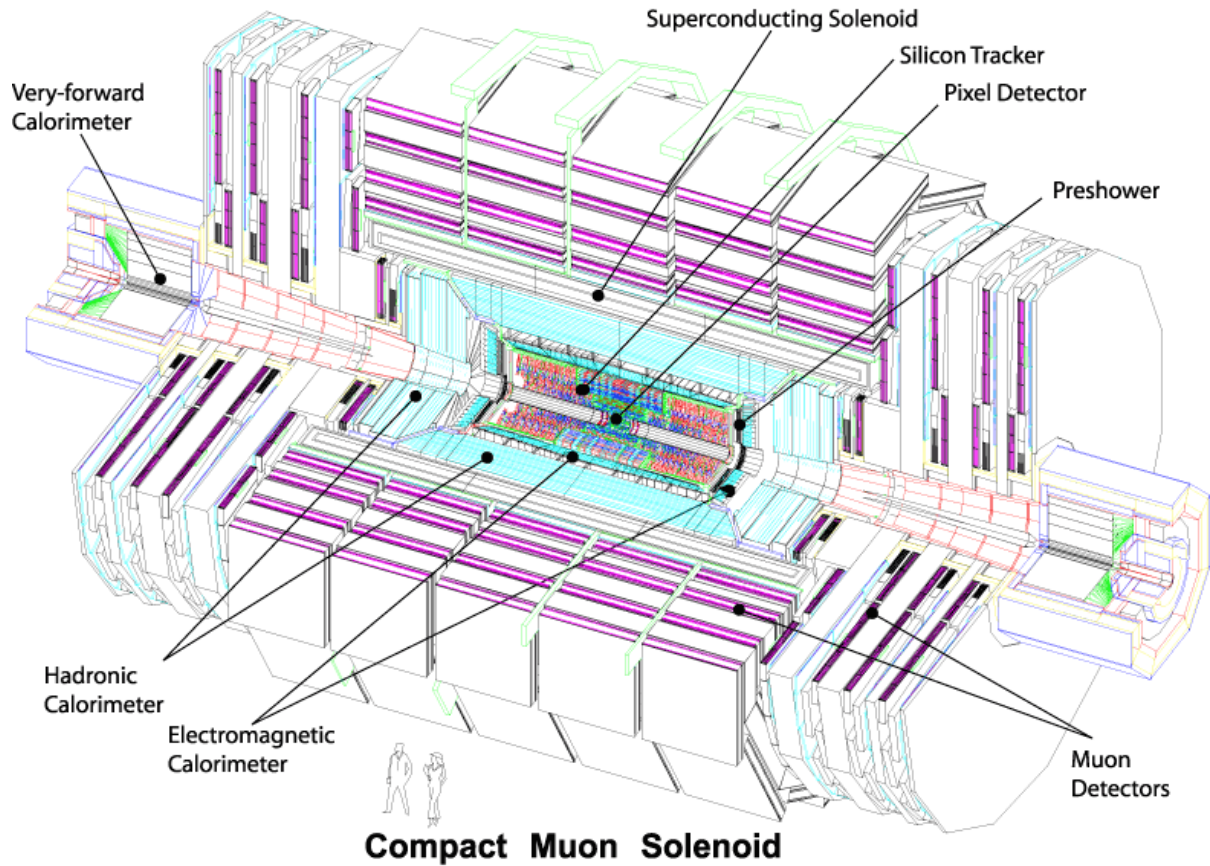 Superconducting Solenoid
Silicon Tracker
Pixel Detector
Very-forward
Calorimeter
Preshower
Hadronic
Calorimeter
Electromagnetic
Calorimeter
Muon
Detectors
Compact Muon Solenoid